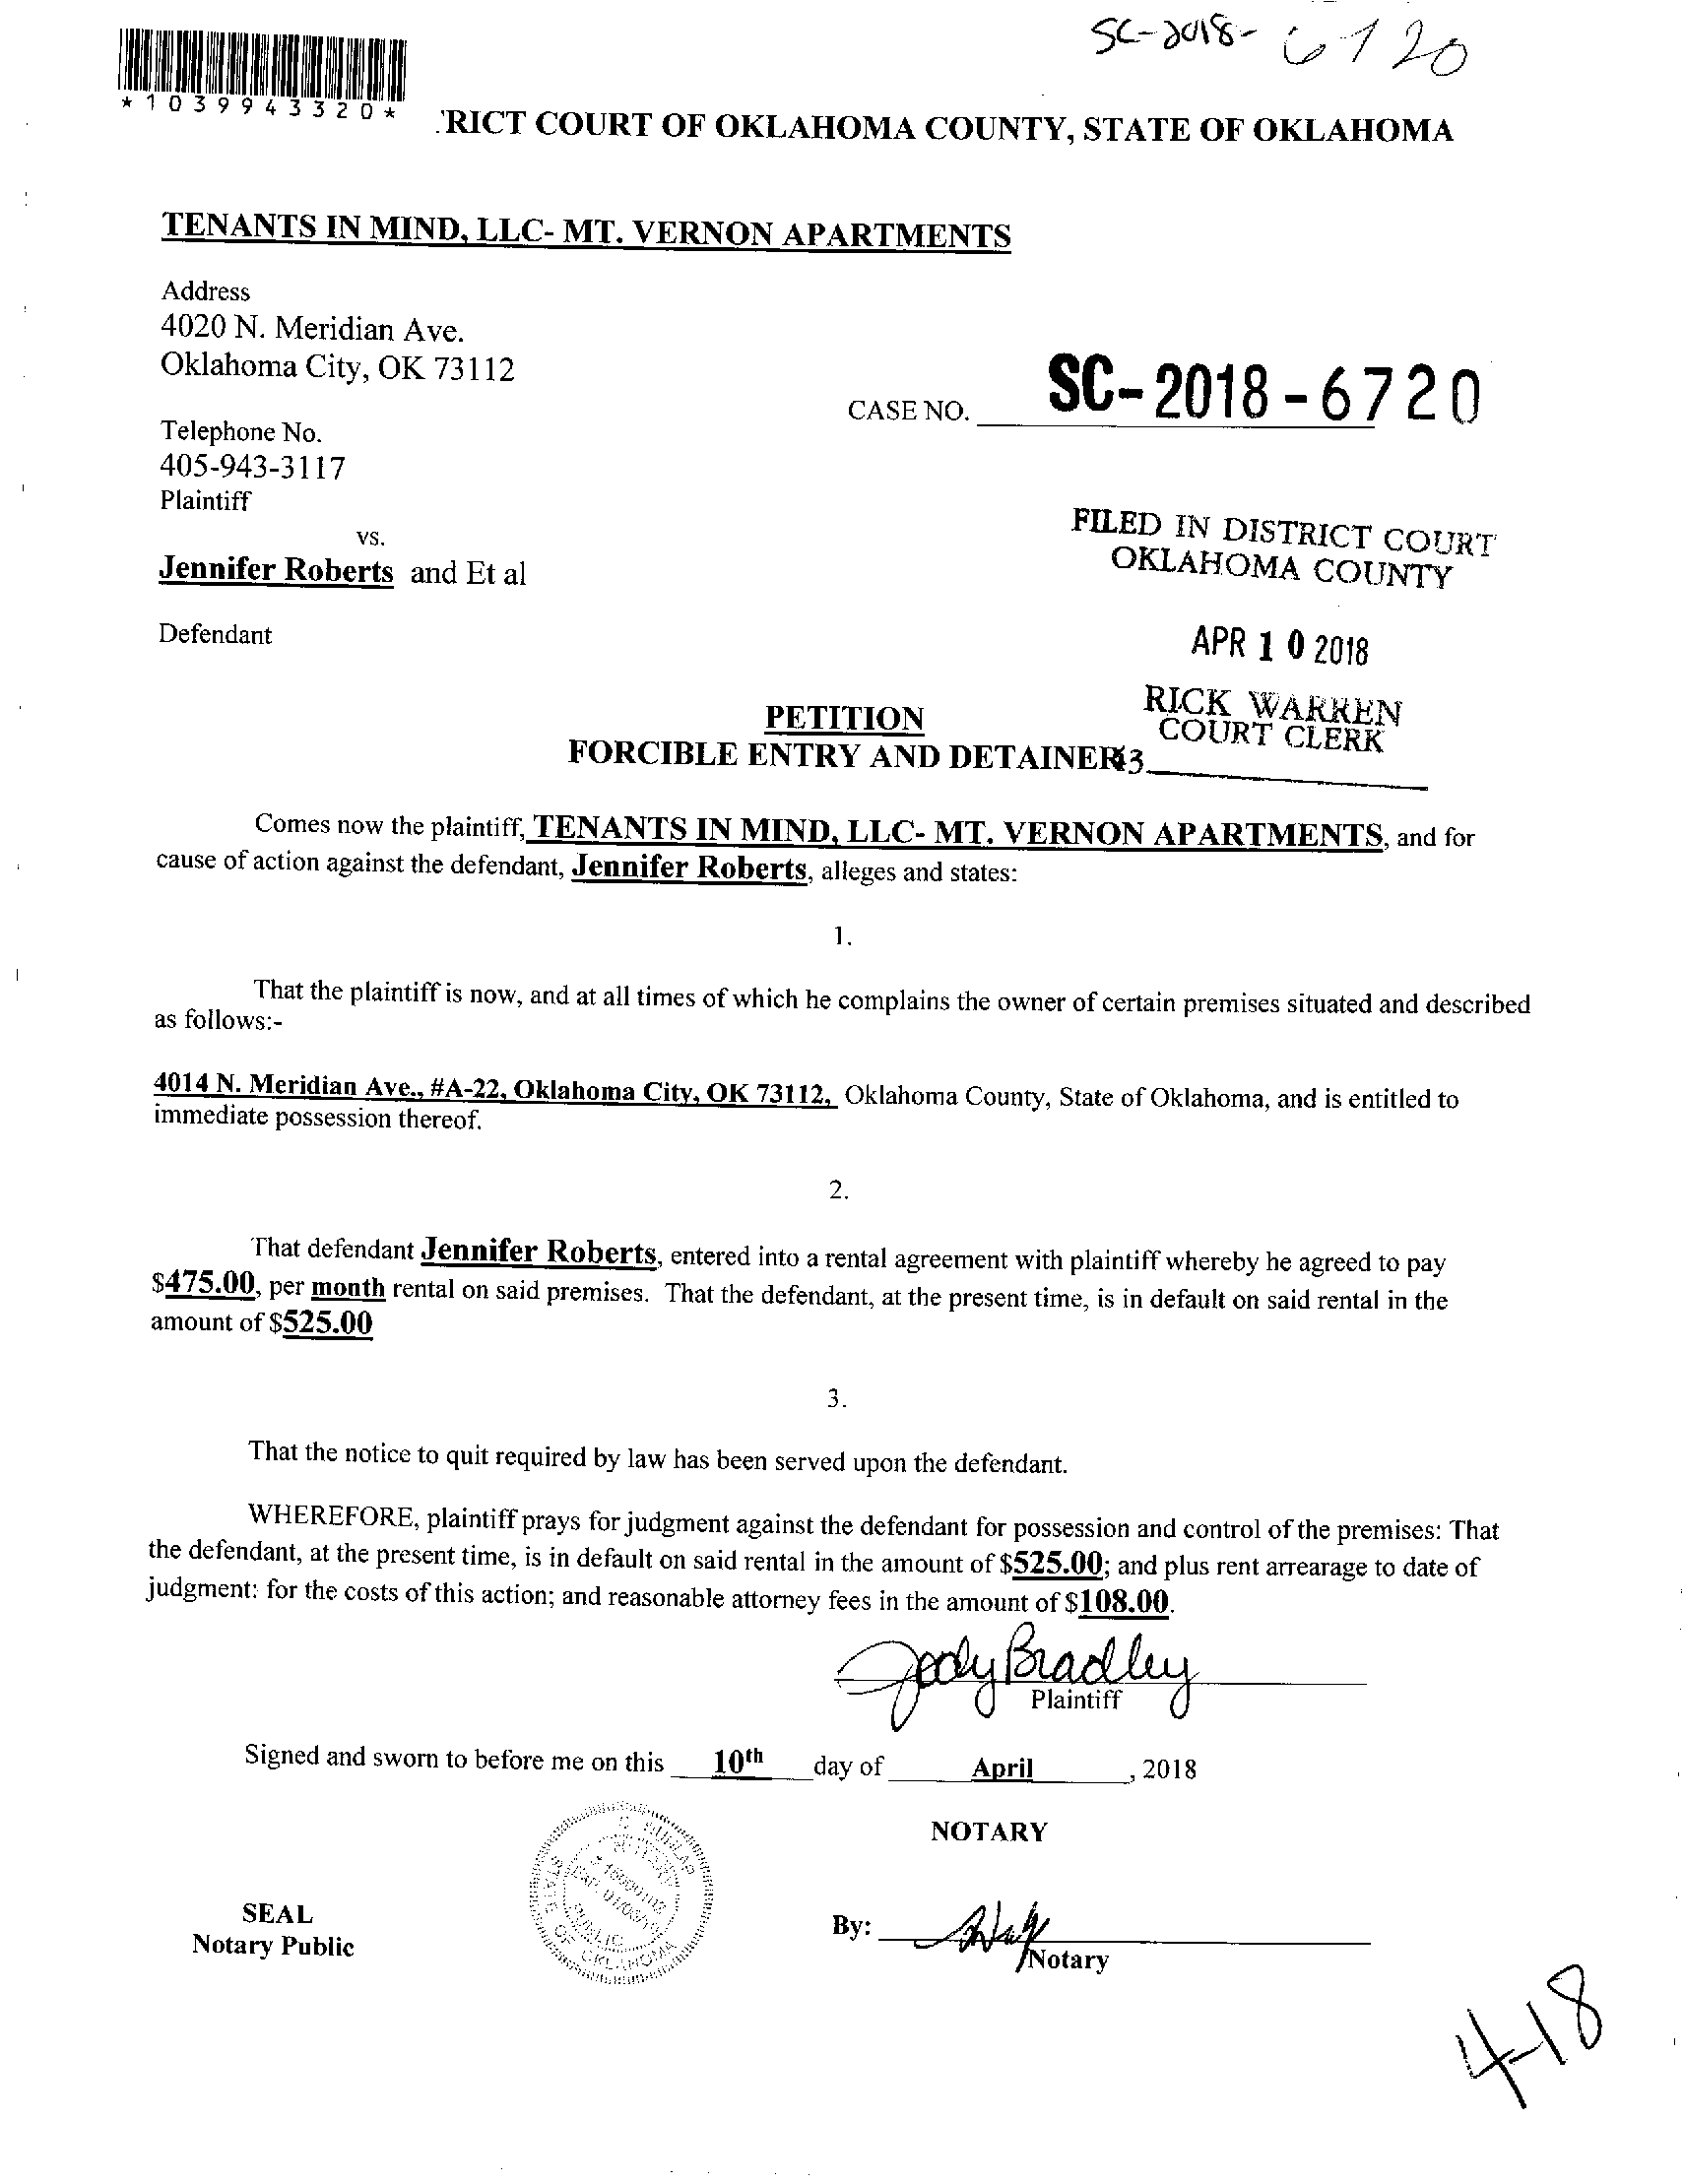 SC-2018-6720
*1039943320*
RICT COURT OF OKLAHOMA COUNTY, STATE OF OKLAHOMA
TENANTS IN MIND, LLC- MT. VERNON APARTMENTS
Address
4020 N. Meridian Ave.
Oklahoma City, OK 73112
CASE NO. SC-2018-6720
Telephone No.
405-943-3117
Plaintiff
vs.
FILED IN DISTRICT COURT
OKLAHOMA COUNTY
Jennifer Roberts and Et al
Defendant
APR 10 2018
RICK WARREN
COURT CLERK
PETITION
FORCIBLE ENTRY AND DETAINER
Comes now the plaintiff, TENANTS IN MIND, LLC- MT. VERNON APARTMENTS, and for
cause of action against the defendant, Jennifer Roberts, alleges and states:
1.
That the plaintiff is now, and at all times of which he complains the owner of certain premises situated and described
as follows:-
4014 N. Meridian Ave., #A-22, Oklahoma City, OK 73112, Oklahoma County, State of Oklahoma, and is entitled to
immediate possession thereof.
2.
That defendant Jennifer Roberts, entered into a rental agreement with plaintiff whereby he agreed to pay
$475.00, per month rental on said premises. That the defendant, at the present time, is in default on said rental in the
amount of $525.00
3.
That the notice to quit required by law has been served upon the defendant.
WHEREFORE, plaintiff prays for judgment against the defendant for possession and control of the premises: That
the defendant, at the present time, is in default on said rental in the amount of $525.00; and plus rent arrearage to date of
judgment: for the costs of this action; and reasonable attorney fees in the amount of $108.00.
Jody Bradley
Plaintiff
Signed and sworn to before me on this 10th day of April, 2018
NOTARY
SEAL
Notary Public
STATE OF OKLAHOMA
PUBLIC
By:
Notary
4-18